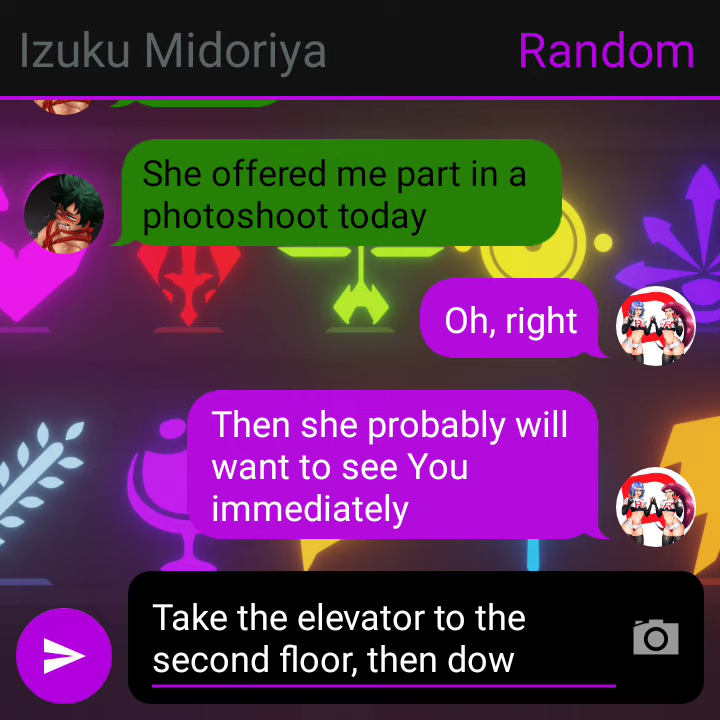 Izuku Midoriya
Random
She offered me part in a
photoshoot today
Oh, right
Then she probably will
want to see You
immediately
Take the elevator to the
second floor, then dow